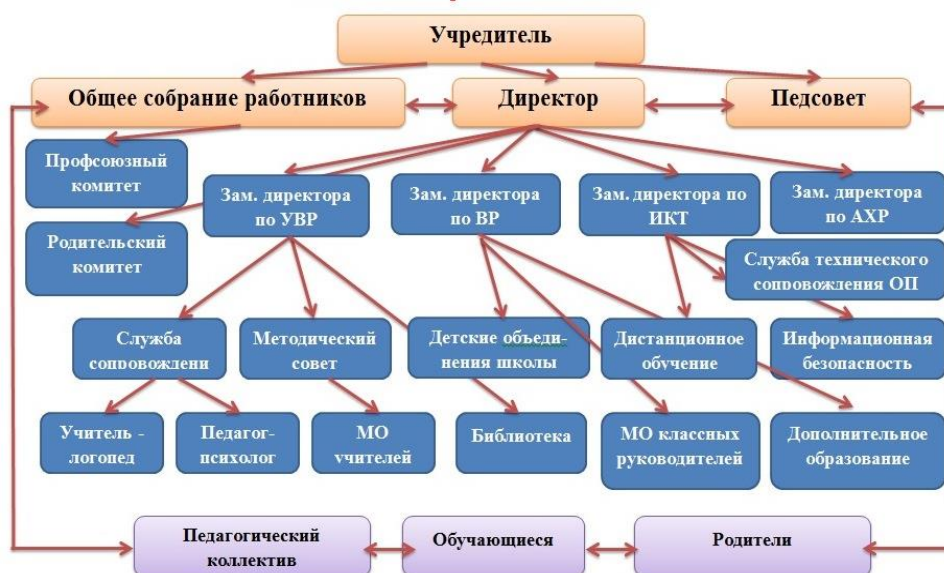 Учредитель
Общее собрание работников
Директор
Педсовет
Профсоюзный
комитет
Родительский
комитет
Зам. директора
по УВР
Зам. директора
по ВР
Зам. директора по
ИКТ
Зам. директора
по АХР
Служба технического
сопровождения ОП
Служба
сопровождени
Методический
совет
Детские объеди-
нения школы
Дистанционное
обучение
Информационная
безопасность
Учитель -
логопед
Педагог-
психолог
МО
учителей
Библиотека
МО классных
руководителей
Дополнительное
образование
Педагогический
коллектив
Обучающиеся
Родители